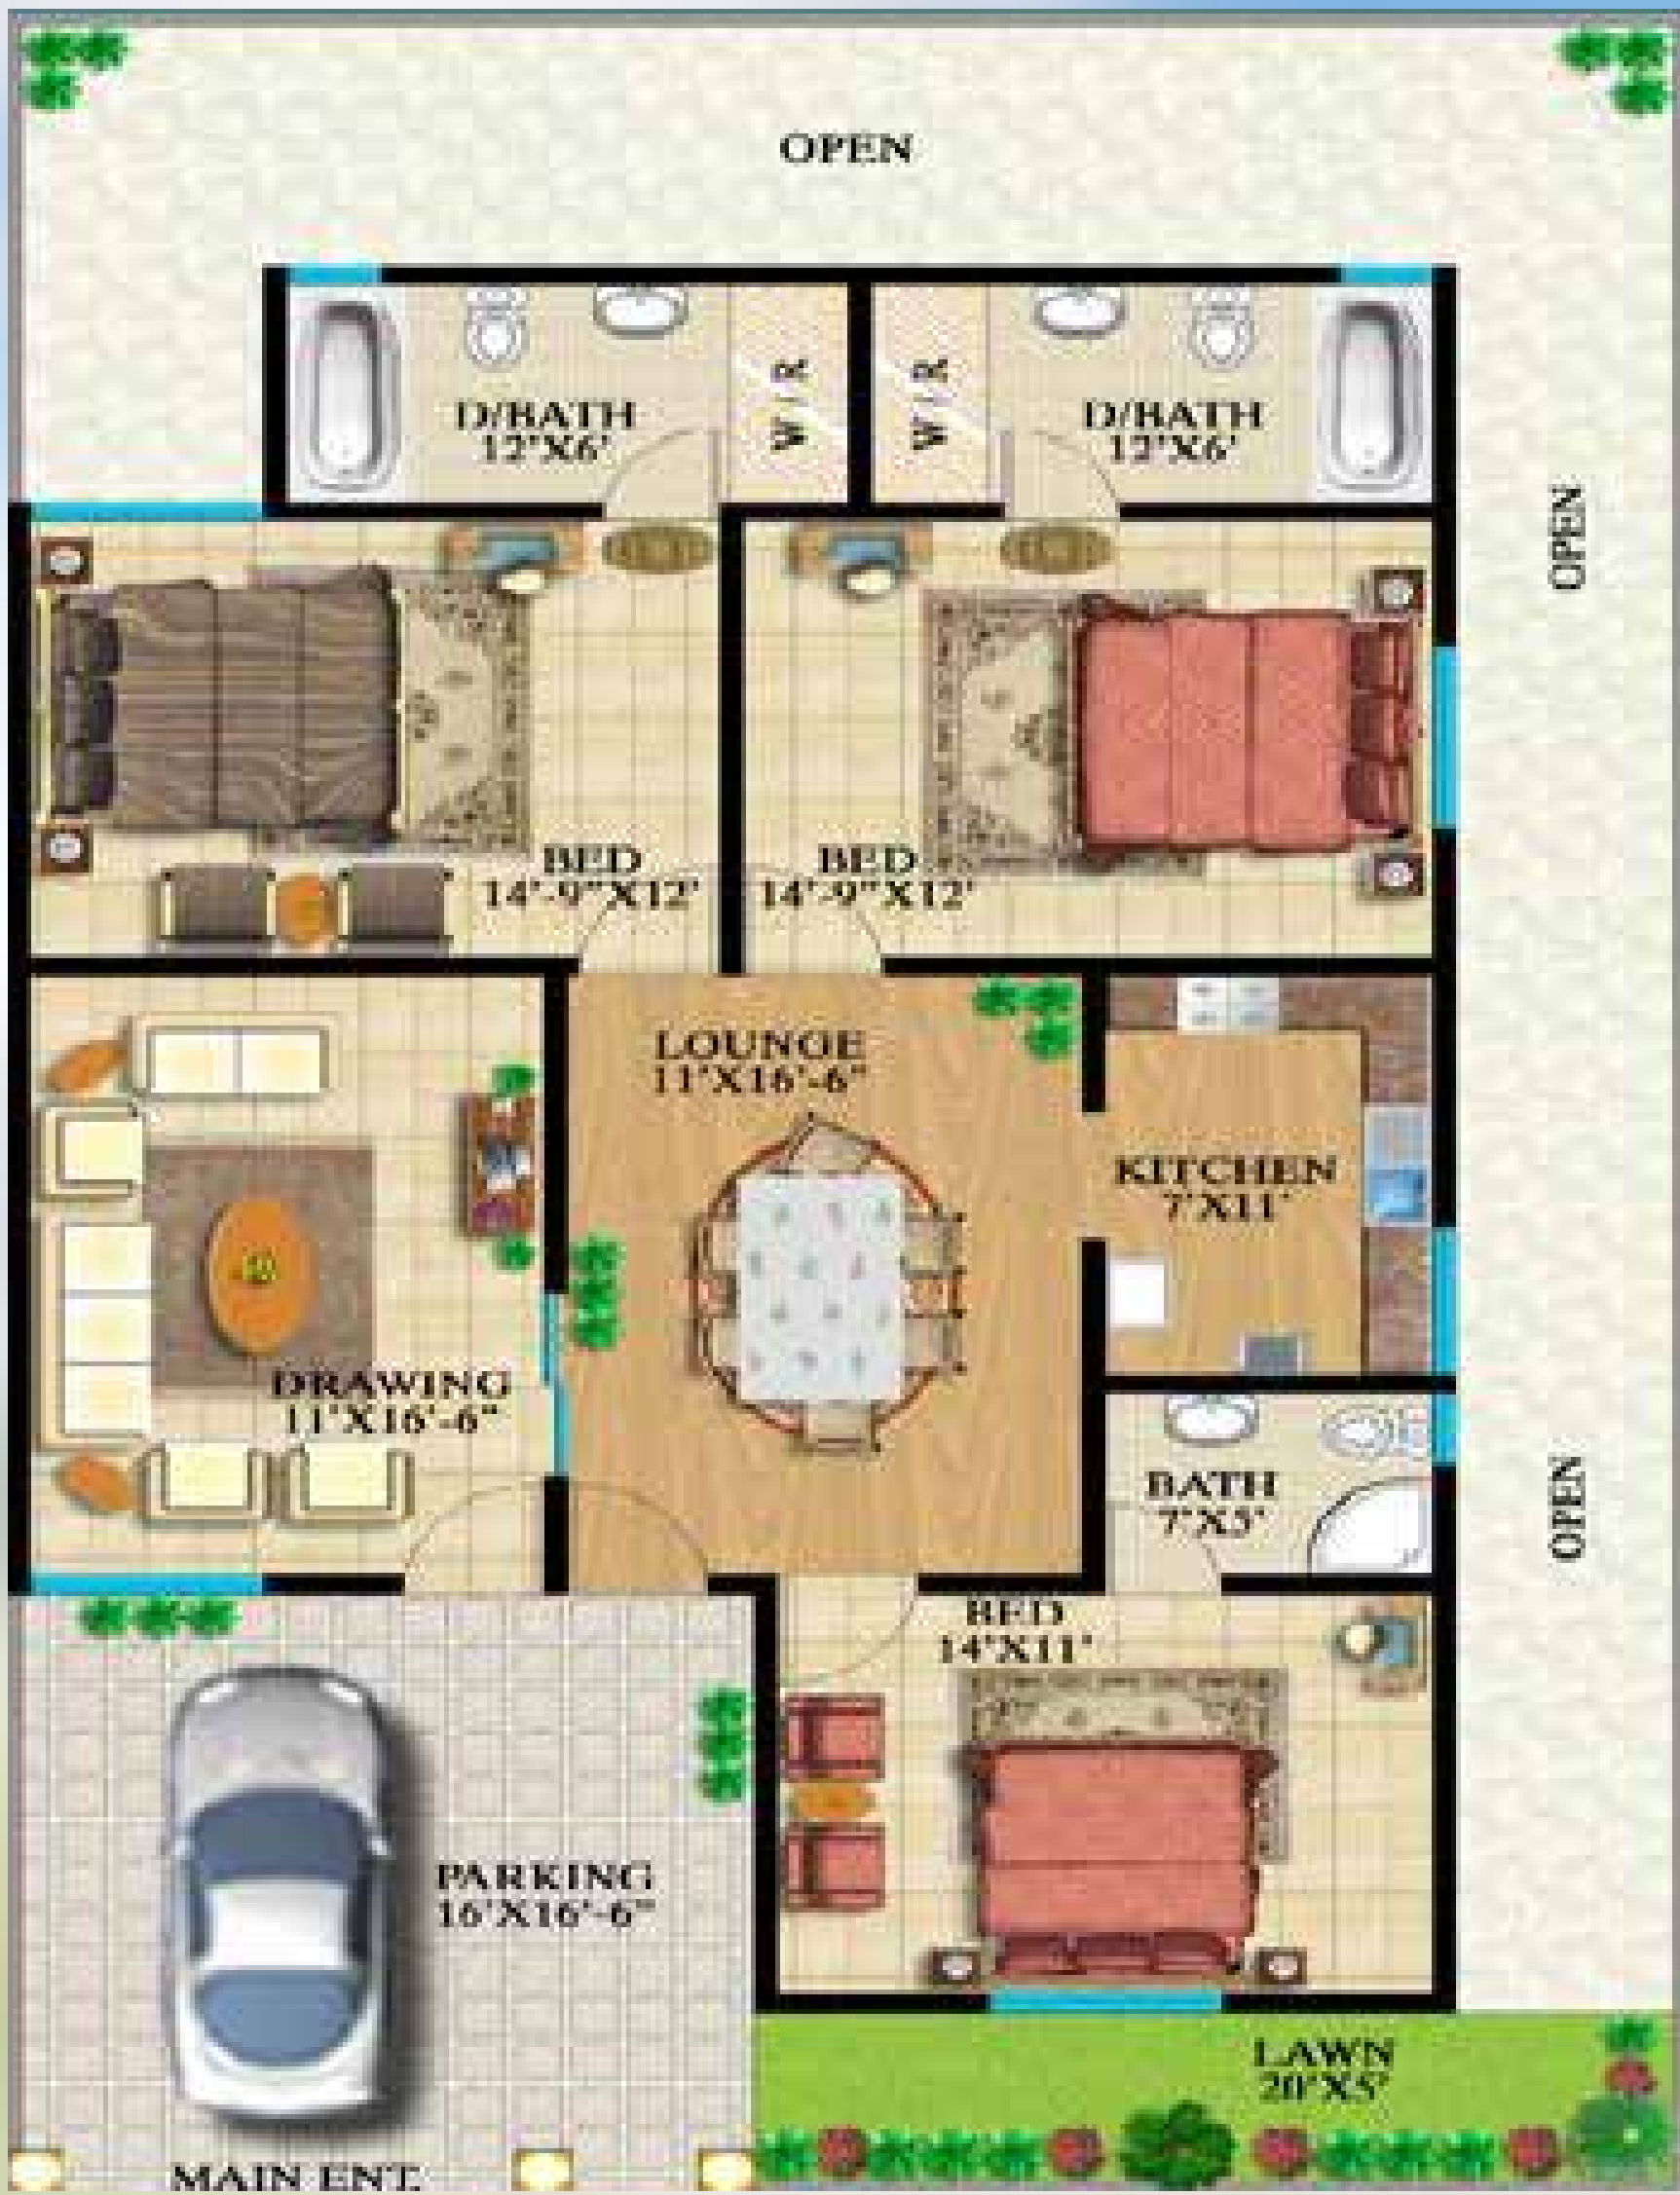 OPEN
D/BATH
12'X6'
W / R
W / R
D/BATH
12'X6'
OPEN
BED
14'-9"X12'
BED
14'-9"X12'
LOUNGE
11'X16'-6"
KITCHEN
7'X11'
DRAWING
11'X16'-6"
BATH
7'X5'
OPEN
BED
14'X11'
PARKING
16'X16'-6"
LAWN
20'X5'
MAIN ENT.